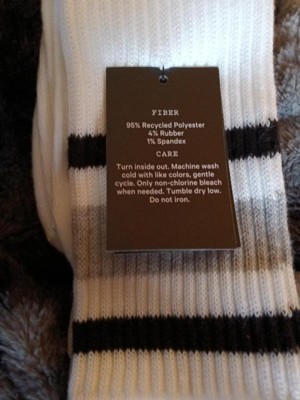 FIBER
95% Recycled Polyester
4% Rubber
1% Spandex
CARE
Turn inside out. Machine wash
cold with like colors, gentle
cycle. Only non-chlorine bleach
when needed. Tumble dry low.
Do not iron.